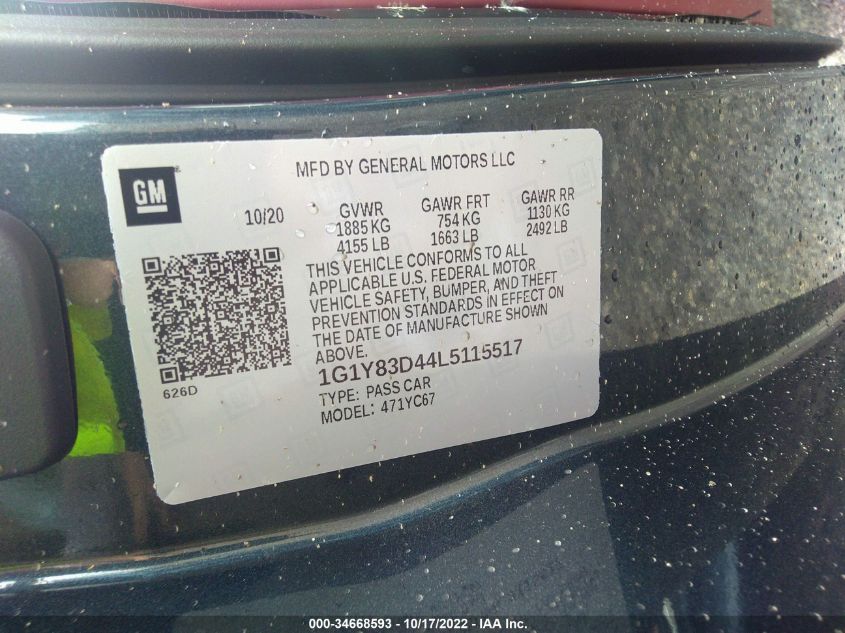 MFD BY GENERAL MOTORS LLC
GM
10/20
GVWR GAWR FRT GAWR RR
1885 KG 754 KG 1130 KG
4155 LB 1663 LB 2492 LB
THIS VEHICLE CONFORMS TO ALL
APPLICABLE U.S. FEDERAL MOTOR
VEHICLE SAFETY, BUMPER, AND THEFT
PREVENTION STANDARDS IN EFFECT ON
THE DATE OF MANUFACTURE SHOWN
ABOVE.
626D
1G1Y83D44L5115517
TYPE: PASS CAR
MODEL: 471YC67
000-34668593 - 10/17/2022 - IAA Inc.